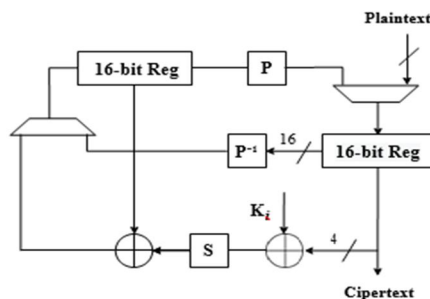 Plaintext
16-bit Reg
P
P⁻¹
16
16-bit Reg
Kᵢ
S
4
Cipertext